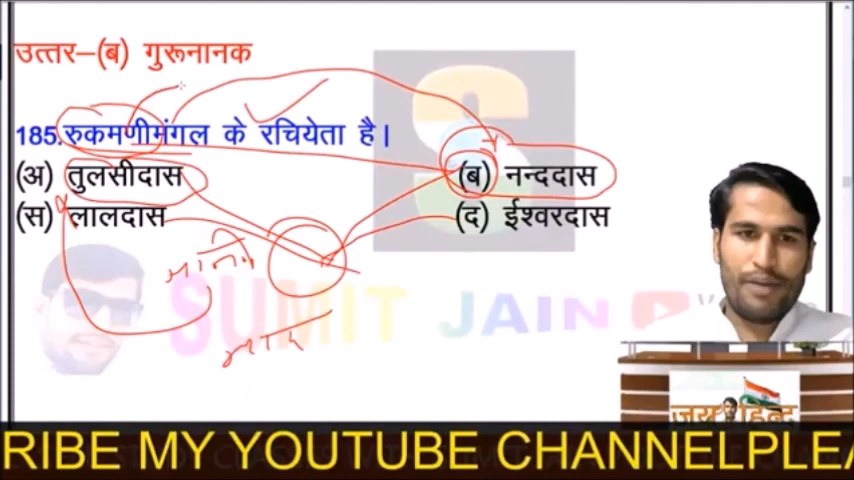 उत्तर–(ब) गुरूनानक
185.रुकमणीमंगल के रचियेता है।
(अ) तुलसीदास (ब) नन्ददास
(स) लालदास (द) ईश्वरदास
SUMIT JAIN
जय हिन्द
RIBE MY YOUTUBE CHANNELPLEA